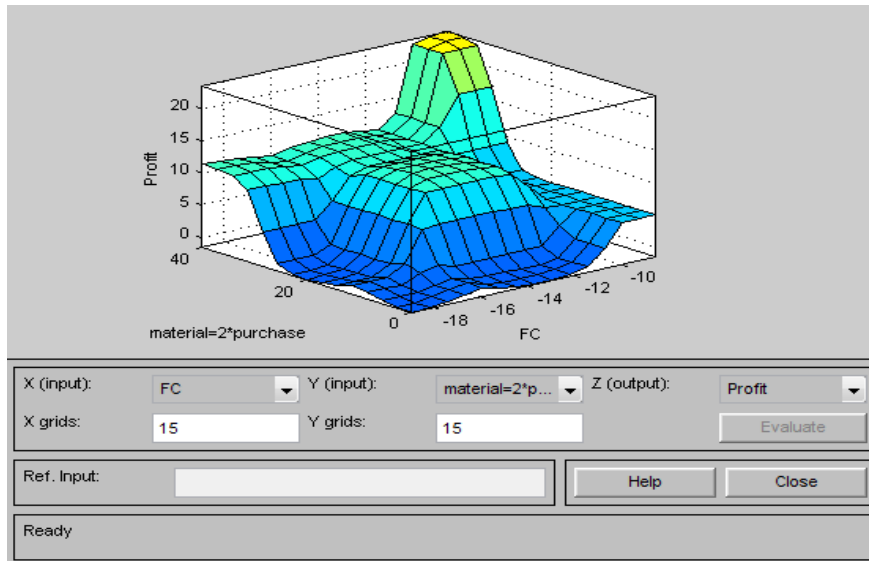 20
15
10
5
0
Profit
40
20
0
material=2*purchase
-18
-16
-14
-12
-10
FC
X (input): FC Y (input): material=2*p... Z (output): Profit
X grids: 15 Y grids: 15 Evaluate
Ref. Input: Help Close
Ready